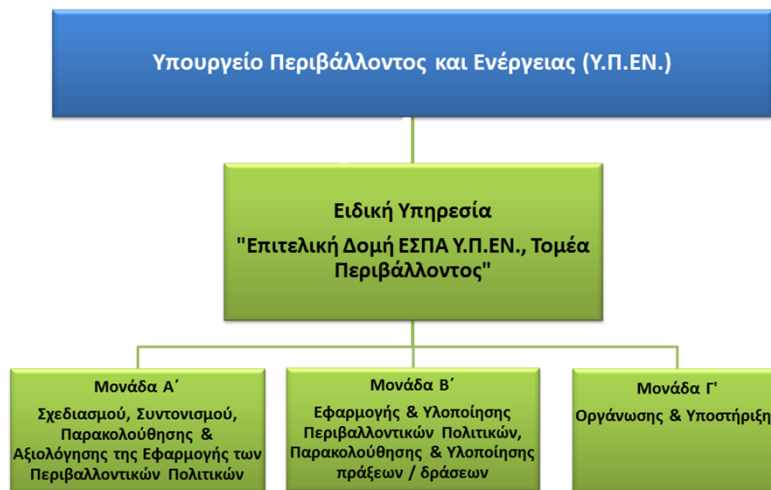 Υπουργείο Περιβάλλοντος και Ενέργειας (Υ.Π.ΕΝ.)
Ειδική Υπηρεσία
"Επιτελική Δομή ΕΣΠΑ Υ.Π.ΕΝ., Τομέα
Περιβάλλοντος"
Μονάδα Α΄
Σχεδιασμού, Συντονισμού,
Παρακολούθησης &
Αξιολόγησης της Εφαρμογής των
Περιβαλλοντικών Πολιτικών
Μονάδα Β΄
Εφαρμογής & Υλοποίησης
Περιβαλλοντικών Πολιτικών,
Παρακολούθησης & Υλοποίησης
πράξεων / δράσεων
Μονάδα Γ'
Οργάνωσης & Υποστήριξη